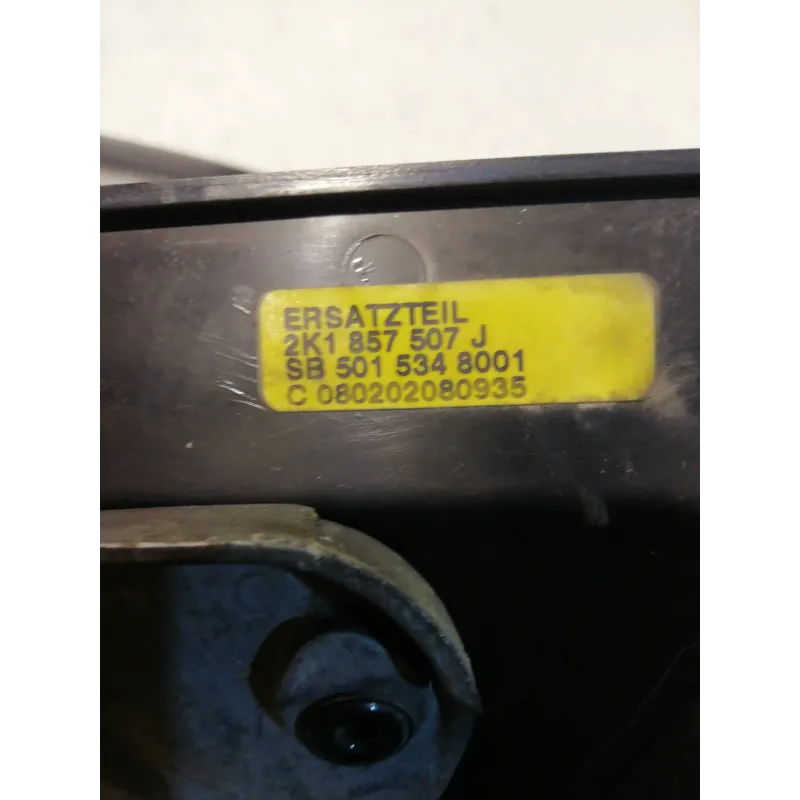 ERSATZTEIL
2K1 857 507 J
SB 501 534 8001
C 080202080935